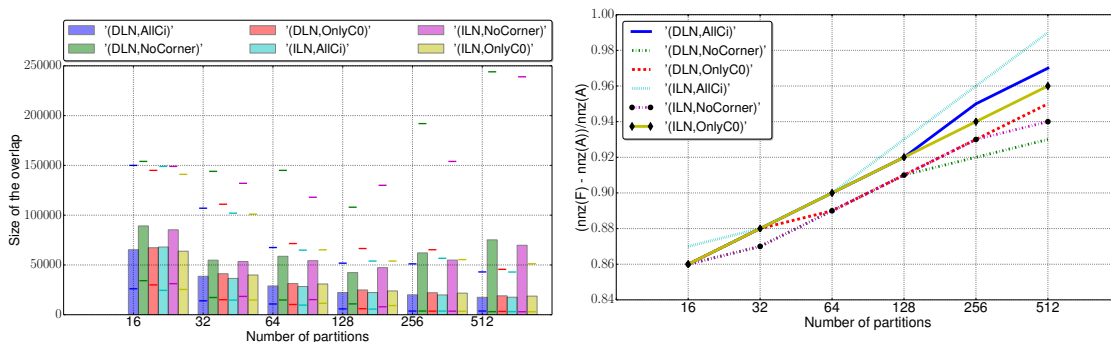 '(DLN,AllCi)' '(DLN,OnlyC0)' '(ILN,NoCorner)'
'(DLN,NoCorner)' '(ILN,AllCi)' '(ILN,OnlyC0)'
250000
200000
150000
100000
50000
0
Size of the overlap
16 32 64 128 256 512
Number of partitions
1.00
0.98
0.96
0.94
0.92
0.90
0.88
0.86
0.84
(nnz(F) - nnz(A))/nnz(A)
'(DLN,AllCi)'
'(DLN,NoCorner)'
'(DLN,OnlyC0)'
'(ILN,AllCi)'
'(ILN,NoCorner)'
'(ILN,OnlyC0)'
16 32 64 128 256 512
Number of partitions